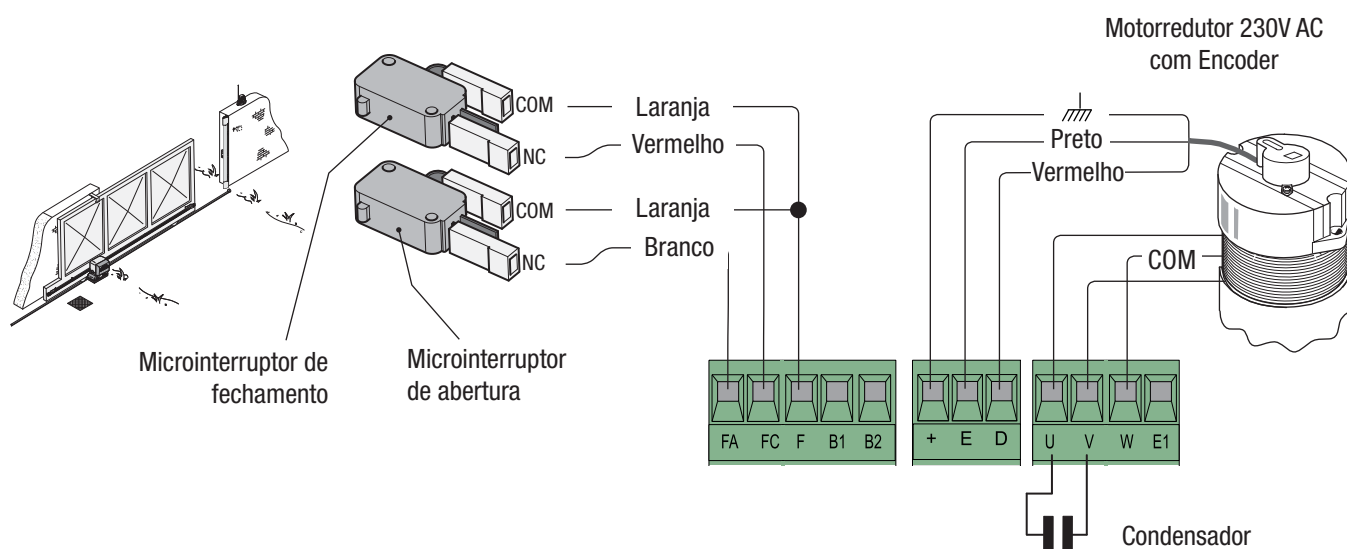 Motorredutor 230V AC
com Encoder
COM
Laranja
NC
Vermelho
COM
Laranja
NC
Branco
Preto
Vermelho
COM
Microinterruptor de
fechamento
Microinterruptor
de abertura
FA FC F B1 B2
+ E D
U V W E1
Condensador